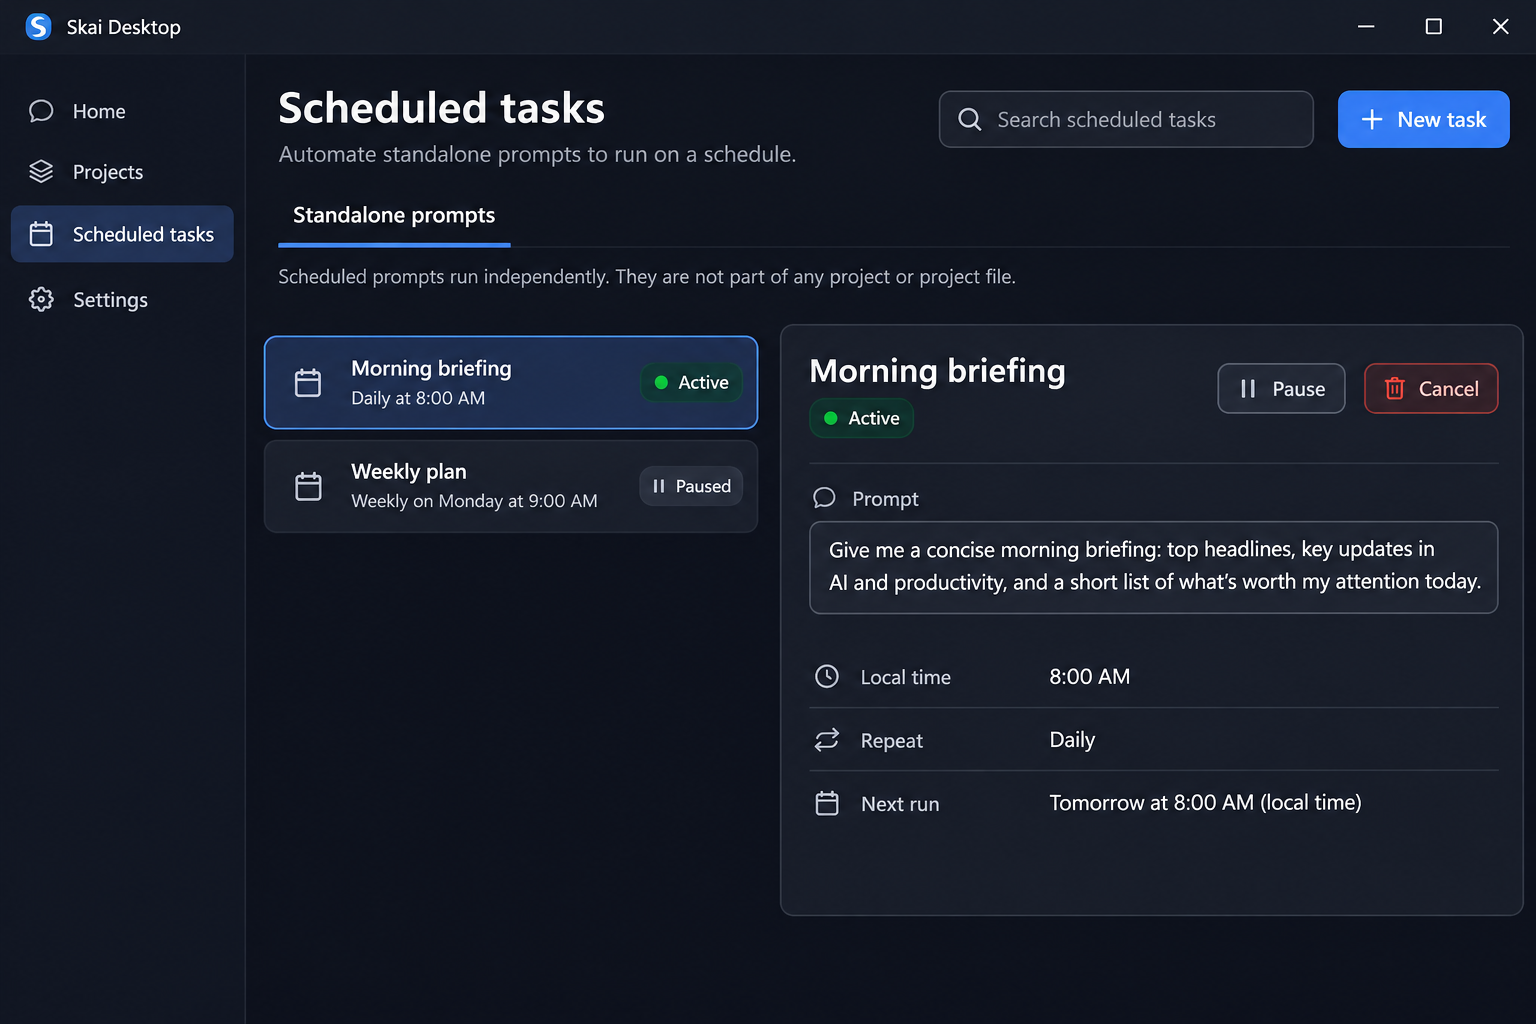 Skai Desktop
Home
Projects
Scheduled tasks
Settings
Scheduled tasks
Automate standalone prompts to run on a schedule.
Search scheduled tasks
New task
Standalone prompts
Scheduled prompts run independently. They are not part of any project or project file.
Morning briefing
Daily at 8:00 AM
Active
Weekly plan
Weekly on Monday at 9:00 AM
Paused
Morning briefing
Active
Pause
Cancel
Prompt
Give me a concise morning briefing: top headlines, key updates in
AI and productivity, and a short list of what's worth my attention today.
Local time
8:00 AM
Repeat
Daily
Next run
Tomorrow at 8:00 AM (local time)